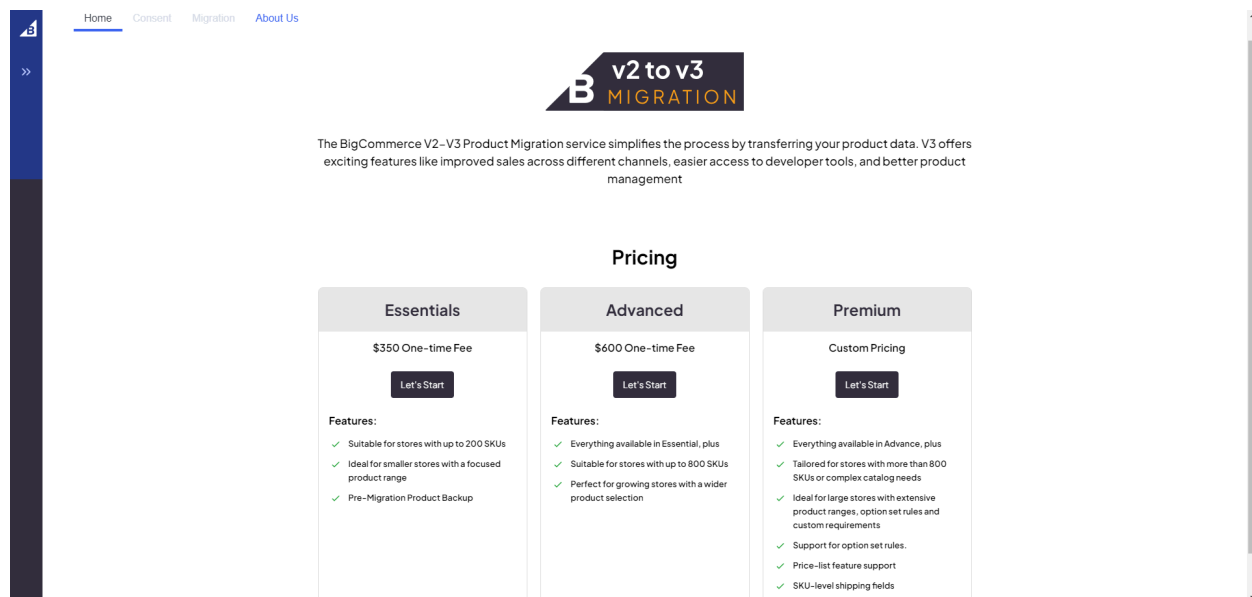 Home Consent Migration About Us
B
B v2 to v3
MIGRATION
The BigCommerce V2-V3 Product Migration service simplifies the process by transferring your product data. V3 offers
exciting features like improved sales across different channels, easier access to developer tools, and better product
management
Pricing
Essentials
$350 One-time Fee
Let's Start
Features:
Suitable for stores with up to 200 SKUs
Ideal for smaller stores with a focused
product range
Pre-Migration Product Backup
Advanced
$600 One-time Fee
Let's Start
Features:
Everything available in Essential, plus
Suitable for stores with up to 800 SKUs
Perfect for growing stores with a wider
product selection
Premium
Custom Pricing
Let's Start
Features:
Everything available in Advance, plus
Tailored for stores with more than 800
SKUs or complex catalog needs
Ideal for large stores with extensive
product ranges, option set rules and
custom requirements
Support for option set rules.
Price-list feature support
SKU-level shipping fields